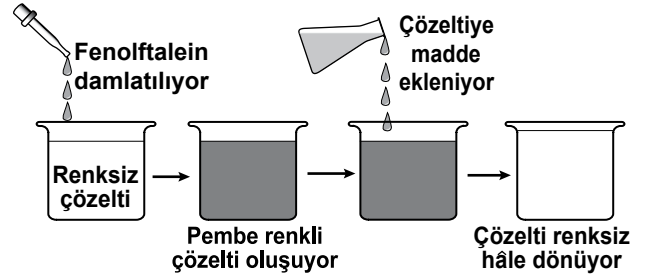 Fenolftalein
damlatılıyor
Çözeltiye
madde
ekleniyor
Renksiz
çözelti
Pembe renkli
çözelti oluşuyor
Çözelti renksiz
hâle dönüyor